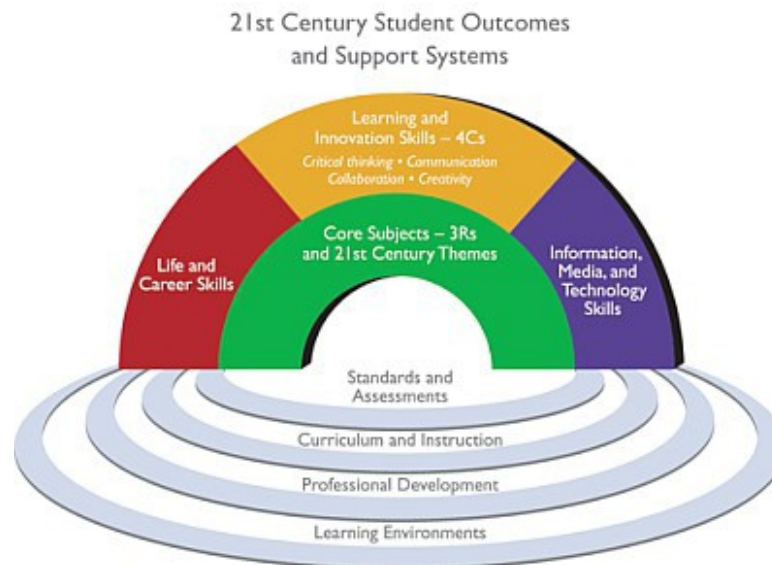 21st Century Student Outcomes
and Support Systems
Learning and
Innovation Skills – 4Cs
Critical thinking • Communication
Collaboration • Creativity
Core Subjects – 3Rs
and 21st Century Themes
Life and
Career Skills
Information,
Media, and
Technology
Skills
Standards and
Assessments
Curriculum and Instruction
Professional Development
Learning Environments